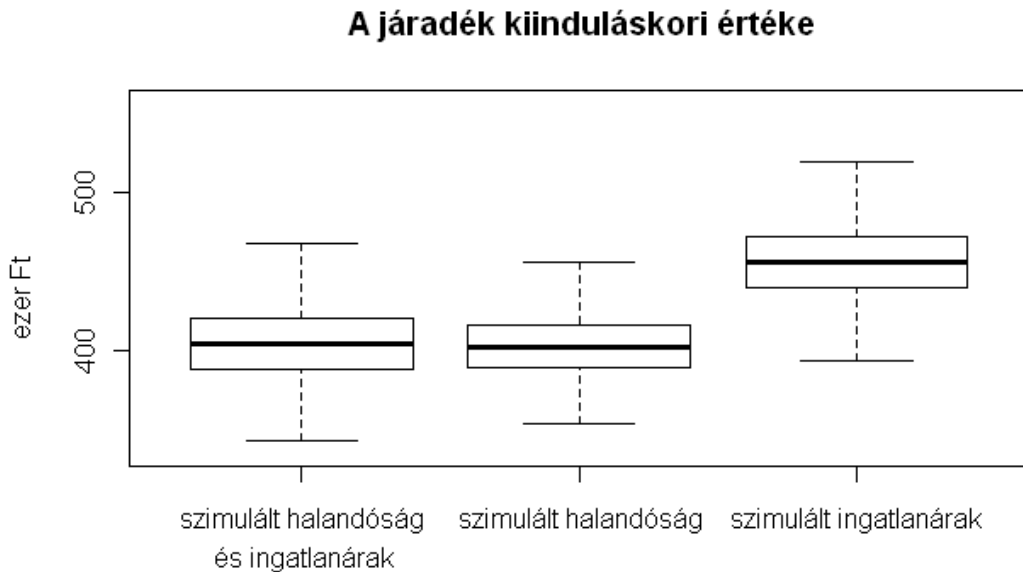 A járadék kiinduláskori értéke
ezer Ft
500
400
szimulált halandóság
és ingatlanárak
szimulált halandóság
szimulált ingatlanárak